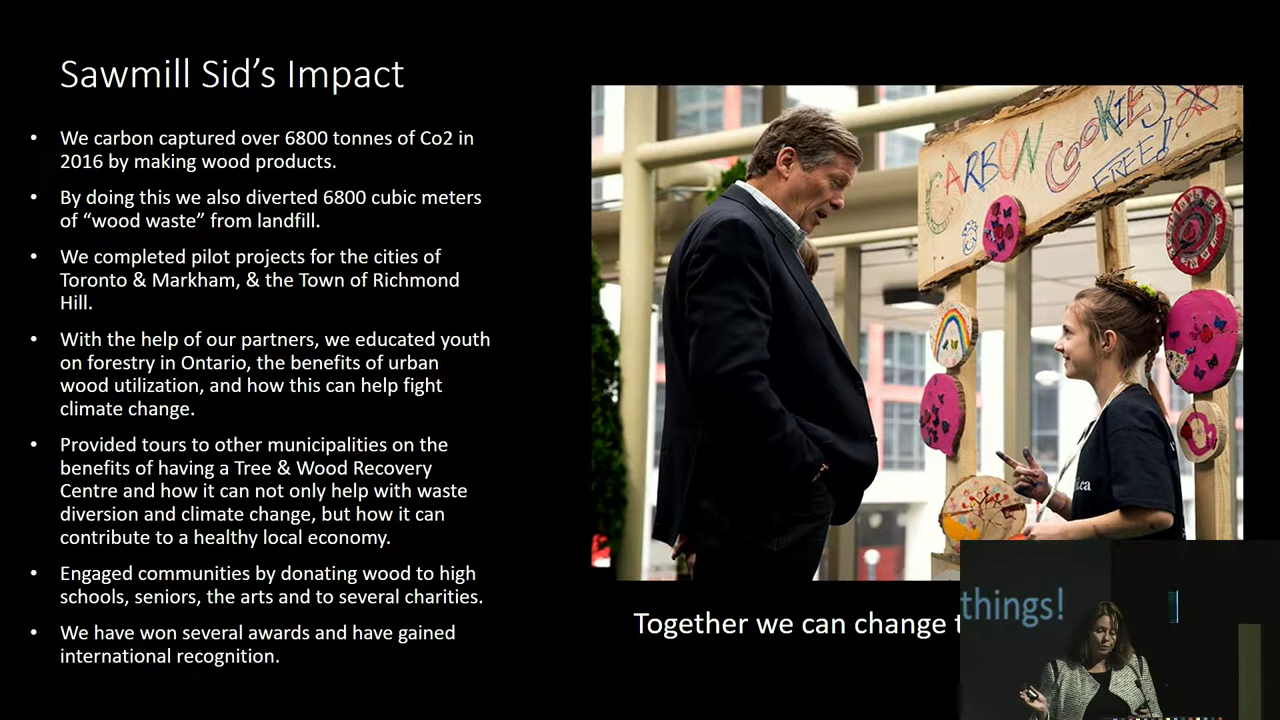 Sawmill Sid's Impact
• We carbon captured over 6800 tonnes of Co2 in
2016 by making wood products.
• By doing this we also diverted 6800 cubic meters
of “wood waste” from landfill.
• We completed pilot projects for the cities of
Toronto & Markham, & the Town of Richmond
Hill.
• With the help of our partners, we educated youth
on forestry in Ontario, the benefits of urban
wood utilization, and how this can help fight
climate change.
• Provided tours to other municipalities on the
benefits of having a Tree & Wood Recovery
Centre and how it can not only help with waste
diversion and climate change, but how it can
contribute to a healthy local economy.
• Engaged communities by donating wood to high
schools, seniors, the arts and to several charities.
• We have won several awards and have gained
international recognition.
CARBON COOKIES
FREE!
.ca
Together we can change
things!